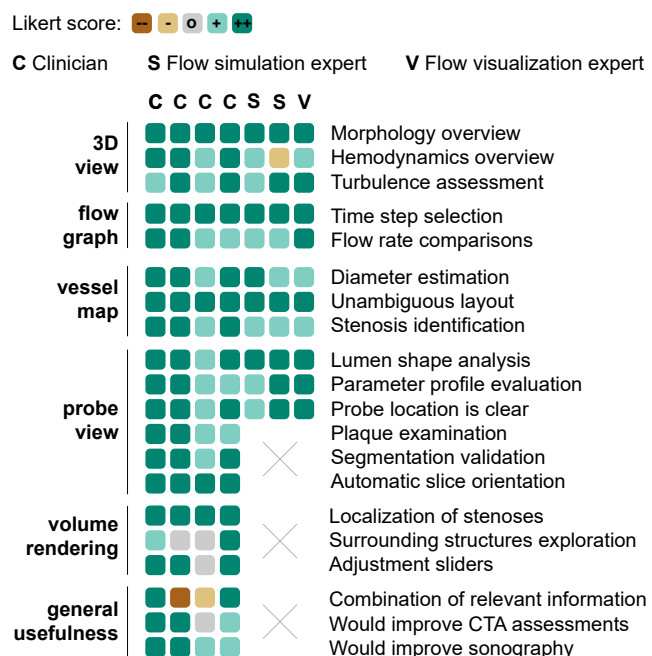 Likert score: -- - o + ++
C Clinician S Flow simulation expert V Flow visualization expert
C C C C S S V
3D view
Morphology overview
Hemodynamics overview
Turbulence assessment
flow graph
Time step selection
Flow rate comparisons
vessel map
Diameter estimation
Unambiguous layout
Stenosis identification
probe view
Lumen shape analysis
Parameter profile evaluation
Probe location is clear
Plaque examination
Segmentation validation
Automatic slice orientation
volume rendering
Localization of stenoses
Surrounding structures exploration
Adjustment sliders
general usefulness
Combination of relevant information
Would improve CTA assessments
Would improve sonography